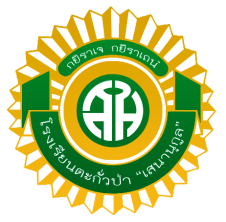 กยิราเจ กยิราเถนํ
โรงเรียนตะกั่วป่า "เสนานุกูล"